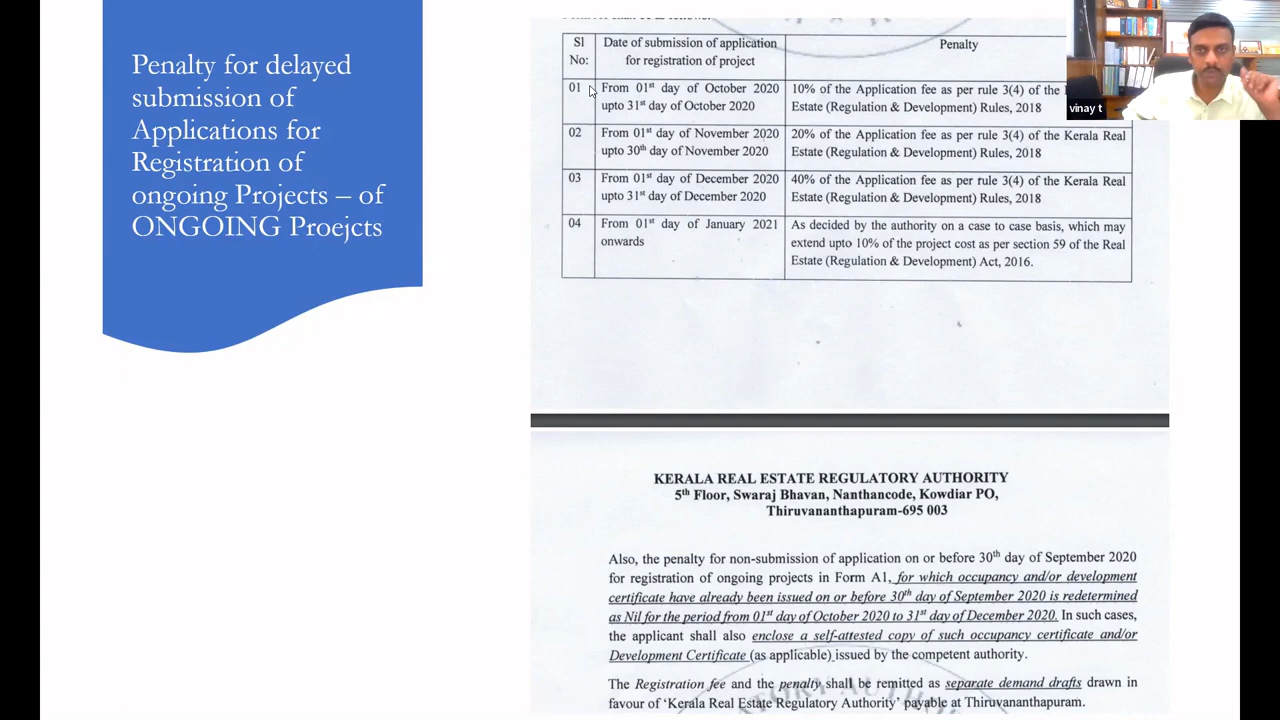 Penalty for delayed
submission of
Applications for
Registration of
ongoing Projects – of
ONGOING Proejcts
Sl No: Date of submission of application for registration of project Penalty
01 From 01st day of October 2020 upto 31st day of October 2020 10% of the Application fee as per rule 3(4) of the Estate (Regulation & Development) Rules, 2018
02 From 01st day of November 2020 upto 30th day of November 2020 20% of the Application fee as per rule 3(4) of the Kerala Real Estate (Regulation & Development) Rules, 2018
03 From 01st day of December 2020 upto 31st day of December 2020 40% of the Application fee as per rule 3(4) of the Kerala Real Estate (Regulation & Development) Rules, 2018
04 From 01st day of January 2021 onwards As decided by the authority on a case to case basis, which may extend upto 10% of the project cost as per section 59 of the Real Estate (Regulation & Development) Act, 2016.
vinay t
KERALA REAL ESTATE REGULATORY AUTHORITY
5th Floor, Swaraj Bhavan, Nanthancode, Kowdiar PO,
Thiruvananthapuram-695 003
Also, the penalty for non-submission of application on or before 30th day of September 2020
for registration of ongoing projects in Form A1, for which occupancy and/or development
certificate have already been issued on or before 30th day of September 2020 is redetermined
as Nil for the period from 01st day of October 2020 to 31st day of December 2020. In such cases,
the applicant shall also enclose a self-attested copy of such occupancy certificate and/or
Development Certificate (as applicable) issued by the competent authority.
The Registration fee and the penalty shall be remitted as separate demand drafts drawn in
favour of ‘Kerala Real Estate Regulatory Authority’ payable at Thiruvananthapuram.